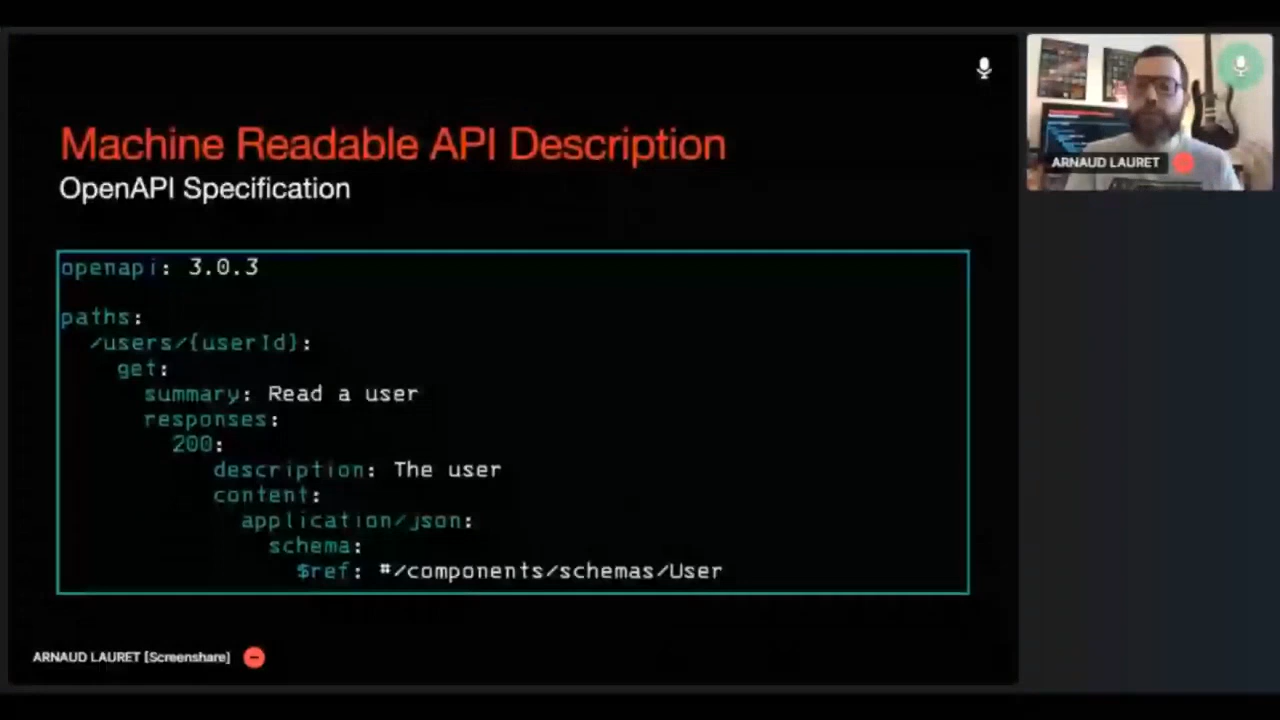 Machine Readable API Description
OpenAPI Specification
openapi: 3.0.3
paths:
/users/{userId}:
get:
summary: Read a user
responses:
200:
description: The user
content:
application/json:
schema:
$ref: #/components/schemas/User
ARNAUD LAURET [Screenshare]
ARNAUD LAURET